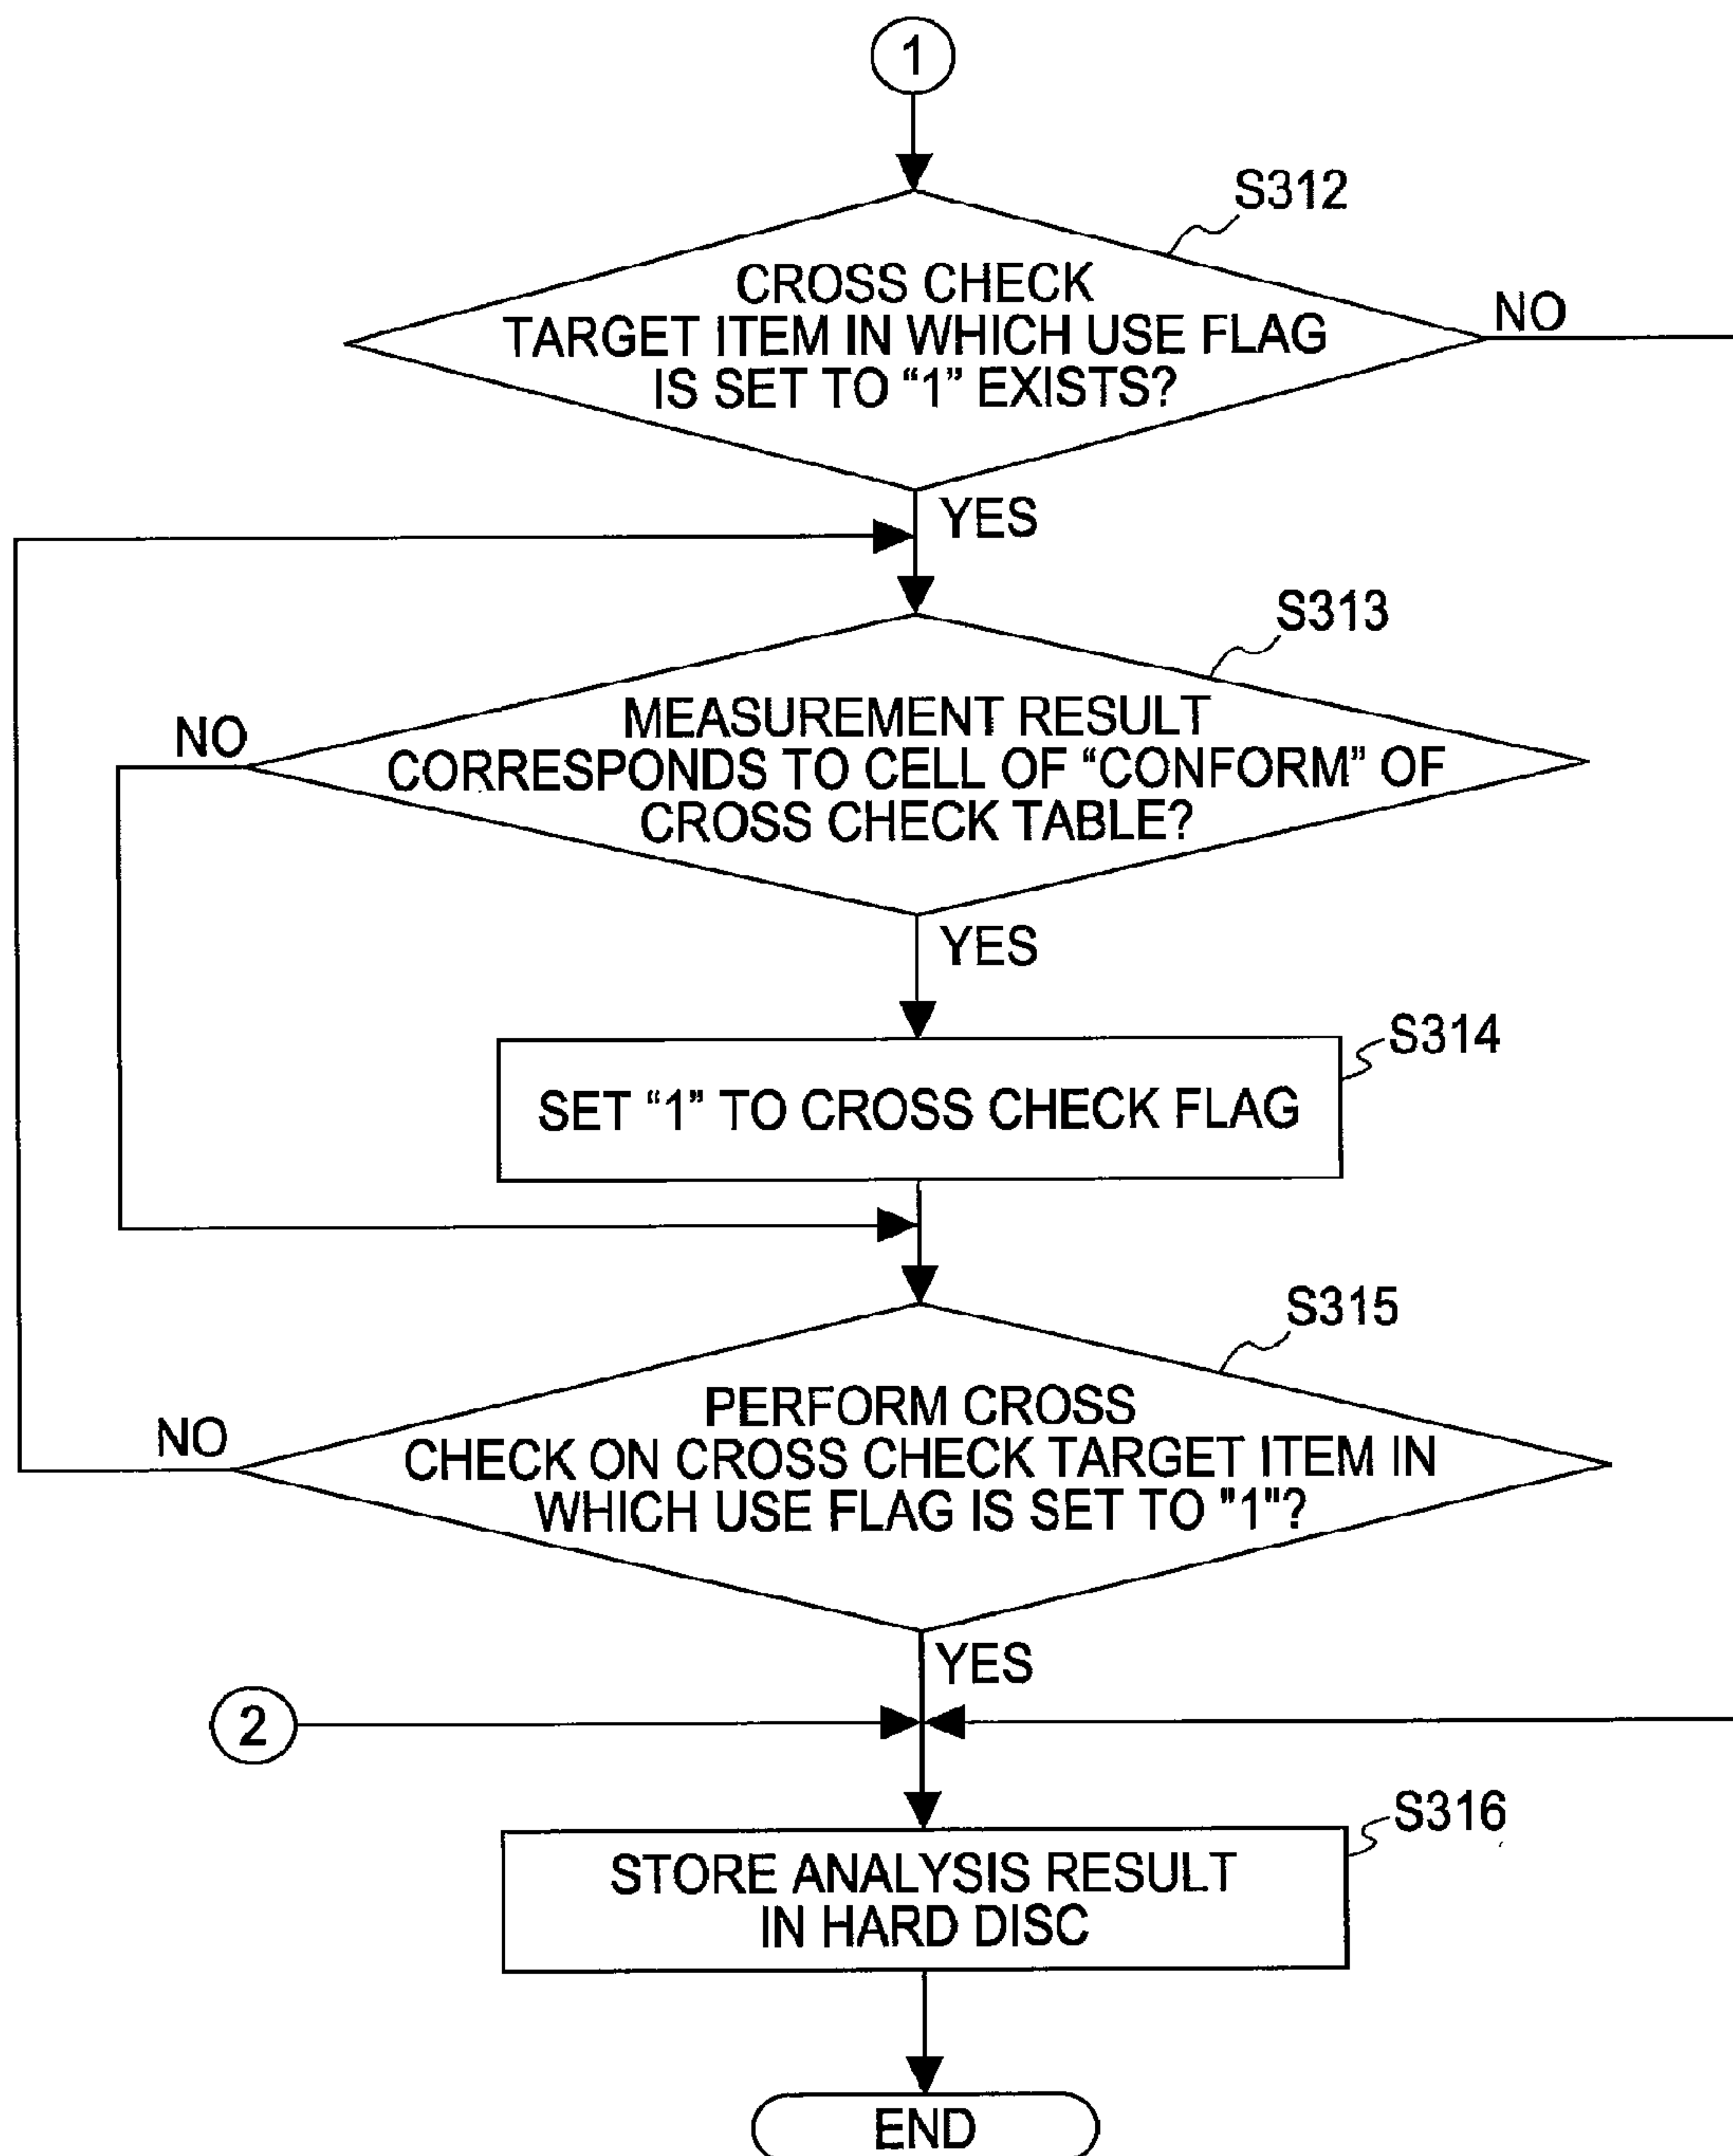 1
S312
CROSS CHECK
TARGET ITEM IN WHICH USE FLAG
IS SET TO “1” EXISTS?
NO
YES
S313
MEASUREMENT RESULT
CORRESPONDS TO CELL OF “CONFORM” OF
CROSS CHECK TABLE?
NO
YES
S314
SET “1” TO CROSS CHECK FLAG
S315
PERFORM CROSS
CHECK ON CROSS CHECK TARGET ITEM IN
WHICH USE FLAG IS SET TO "1"?
NO
YES
2
S316
STORE ANALYSIS RESULT
IN HARD DISC
END